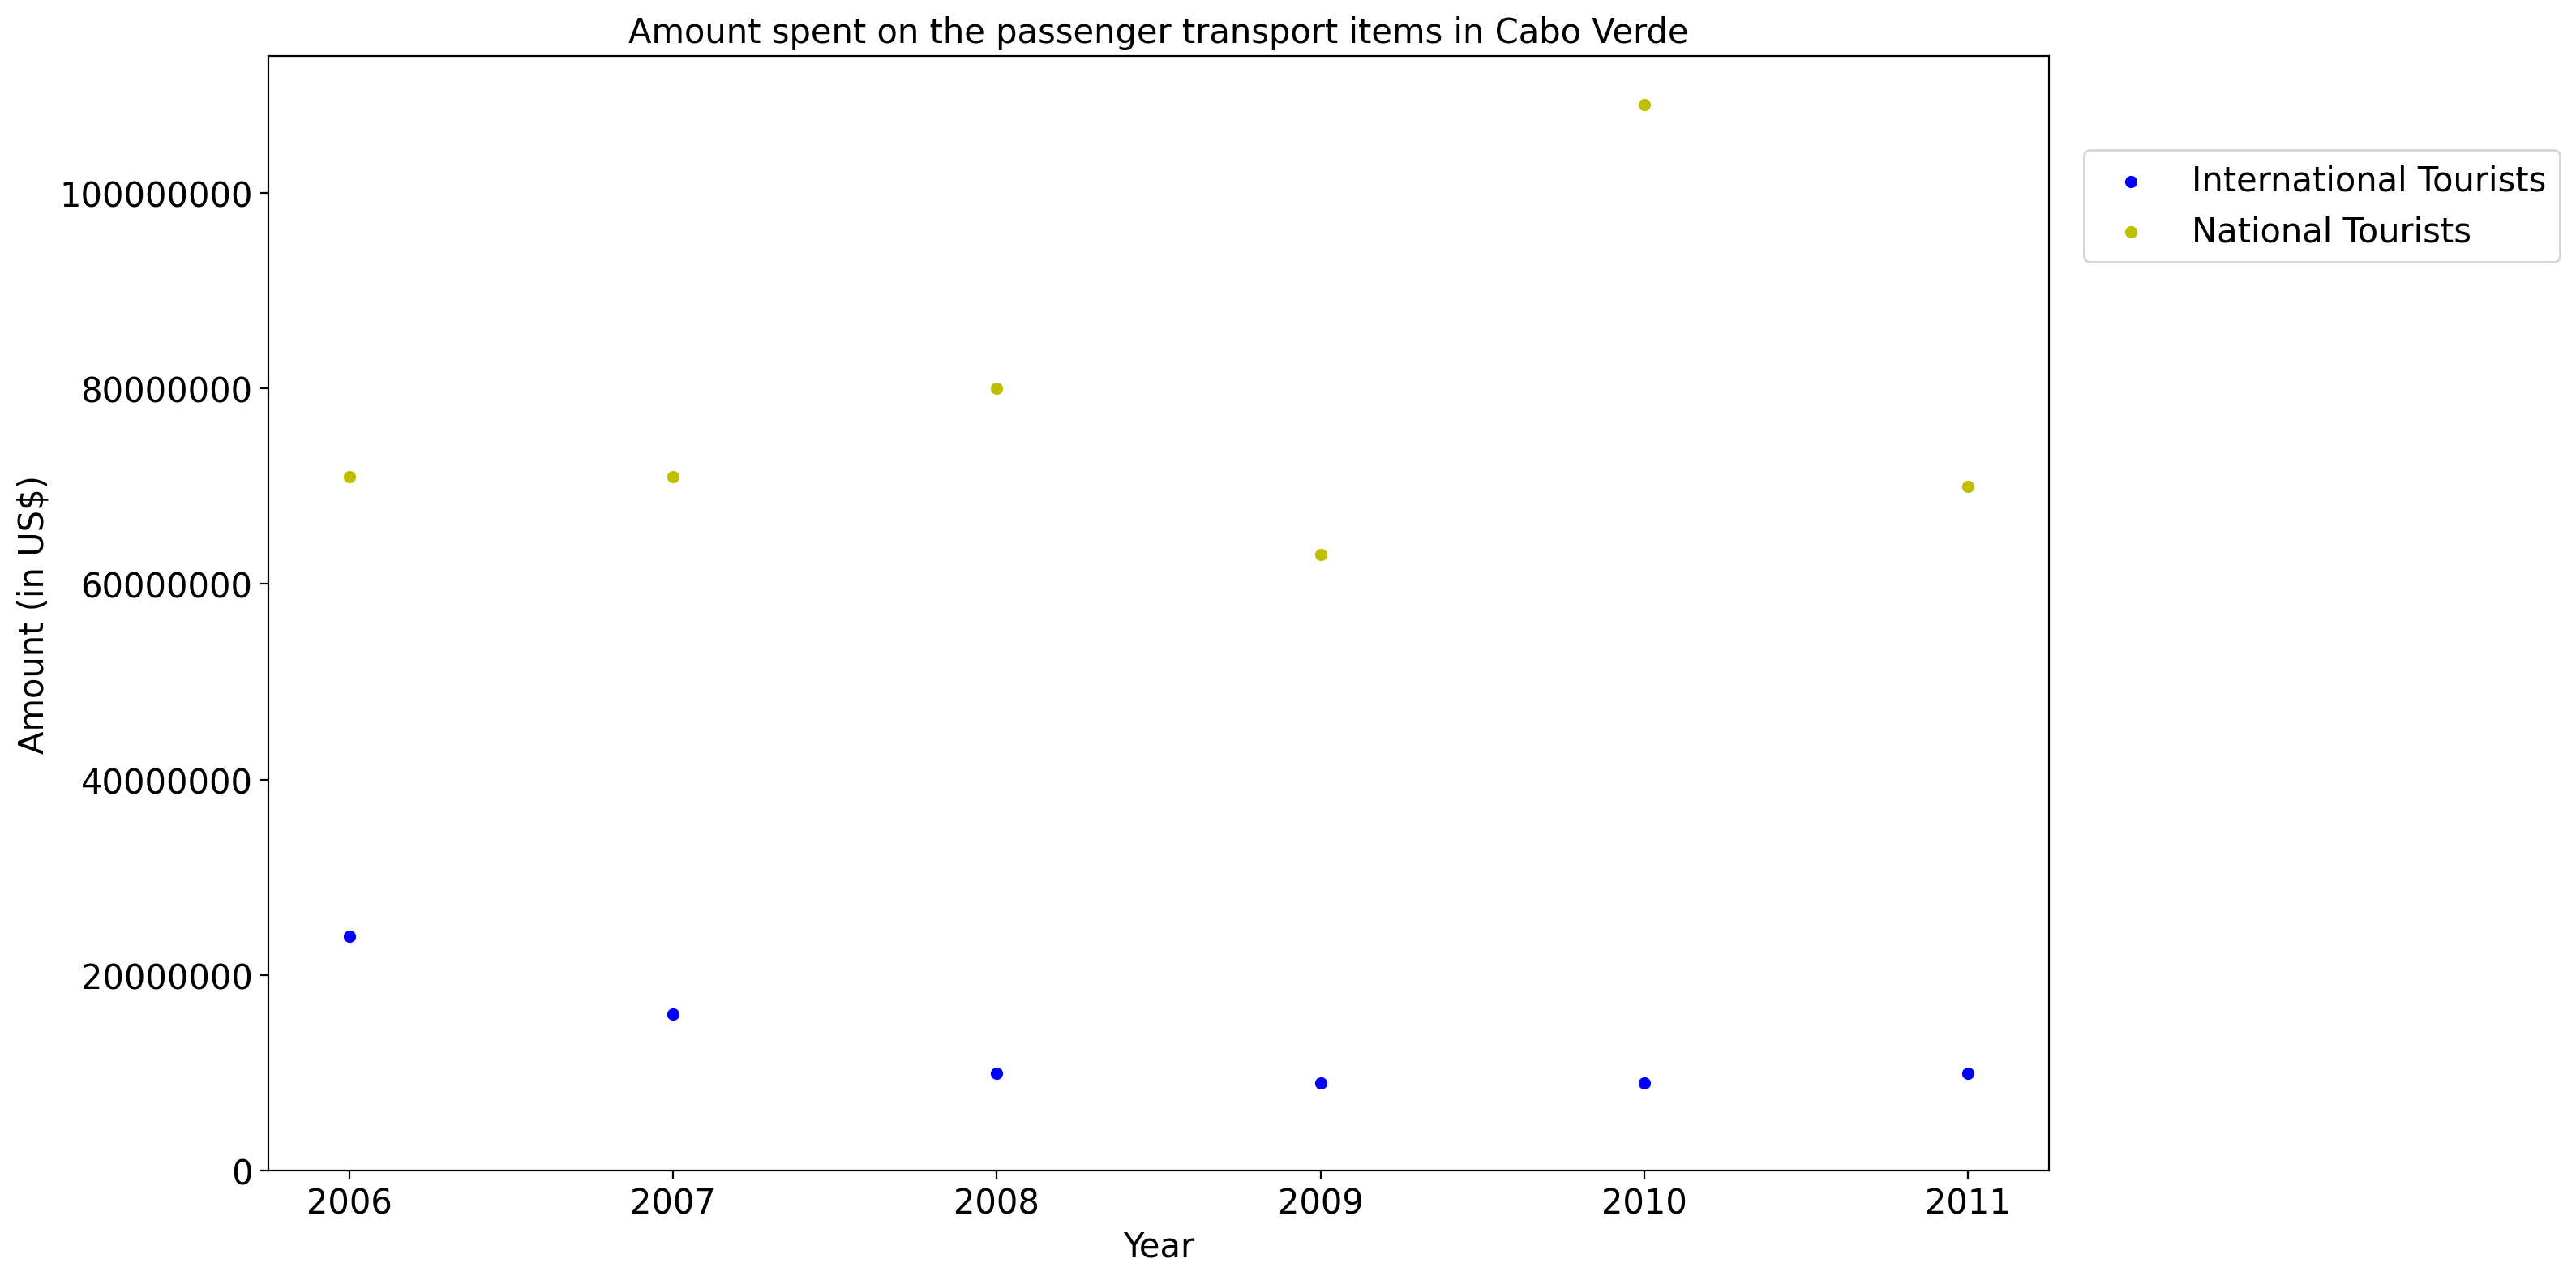 Amount spent on the passenger transport items in Cabo Verde
Amount (in US$)
100000000
80000000
60000000
40000000
20000000
0
2006 2007 2008 2009 2010 2011
Year
International Tourists
National Tourists